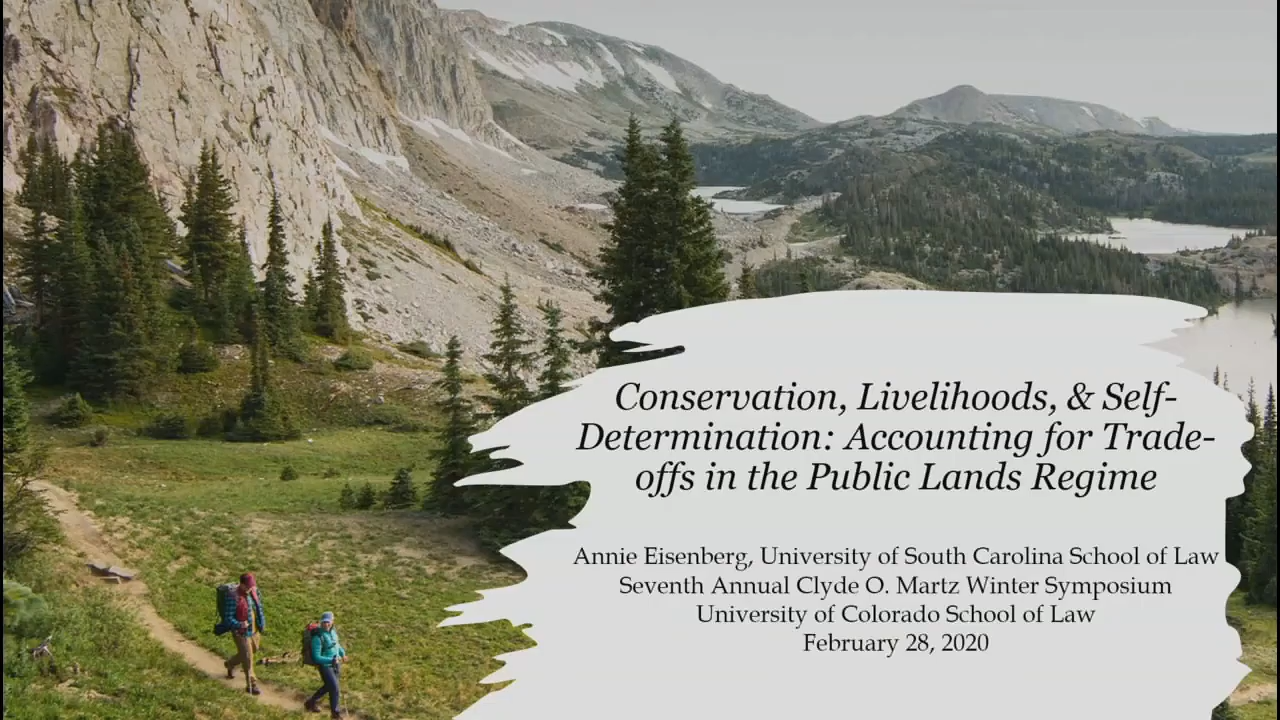 Conservation, Livelihoods, & Self-
Determination: Accounting for Trade-
offs in the Public Lands Regime
Annie Eisenberg, University of South Carolina School of Law
Seventh Annual Clyde O. Martz Winter Symposium
University of Colorado School of Law
February 28, 2020